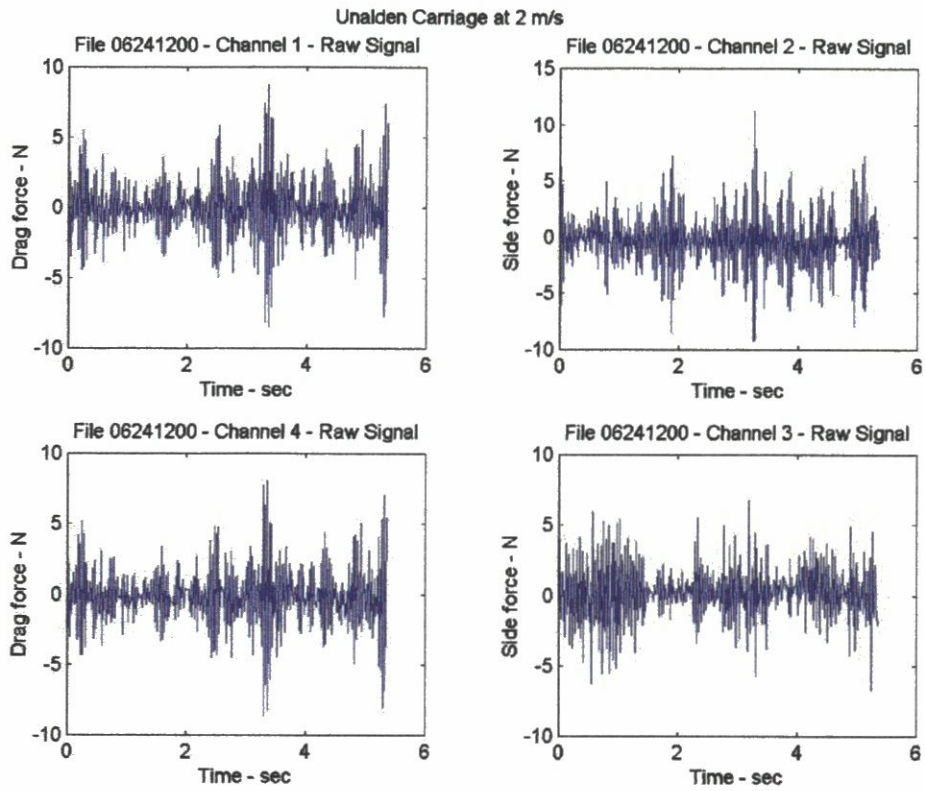 Unalden Carriage at 2 m/s
File 06241200 - Channel 1 - Raw Signal
10
5
0
-5
-10
Drag force - N
0 2 4 6
Time - sec
File 06241200 - Channel 2 - Raw Signal
15
10
5
0
-5
-10
Side force - N
0 2 4 6
Time - sec
File 06241200 - Channel 4 - Raw Signal
10
5
0
-5
-10
Drag force - N
0 2 4 6
Time - sec
File 06241200 - Channel 3 - Raw Signal
10
5
0
-5
-10
Side force - N
0 2 4 6
Time - sec